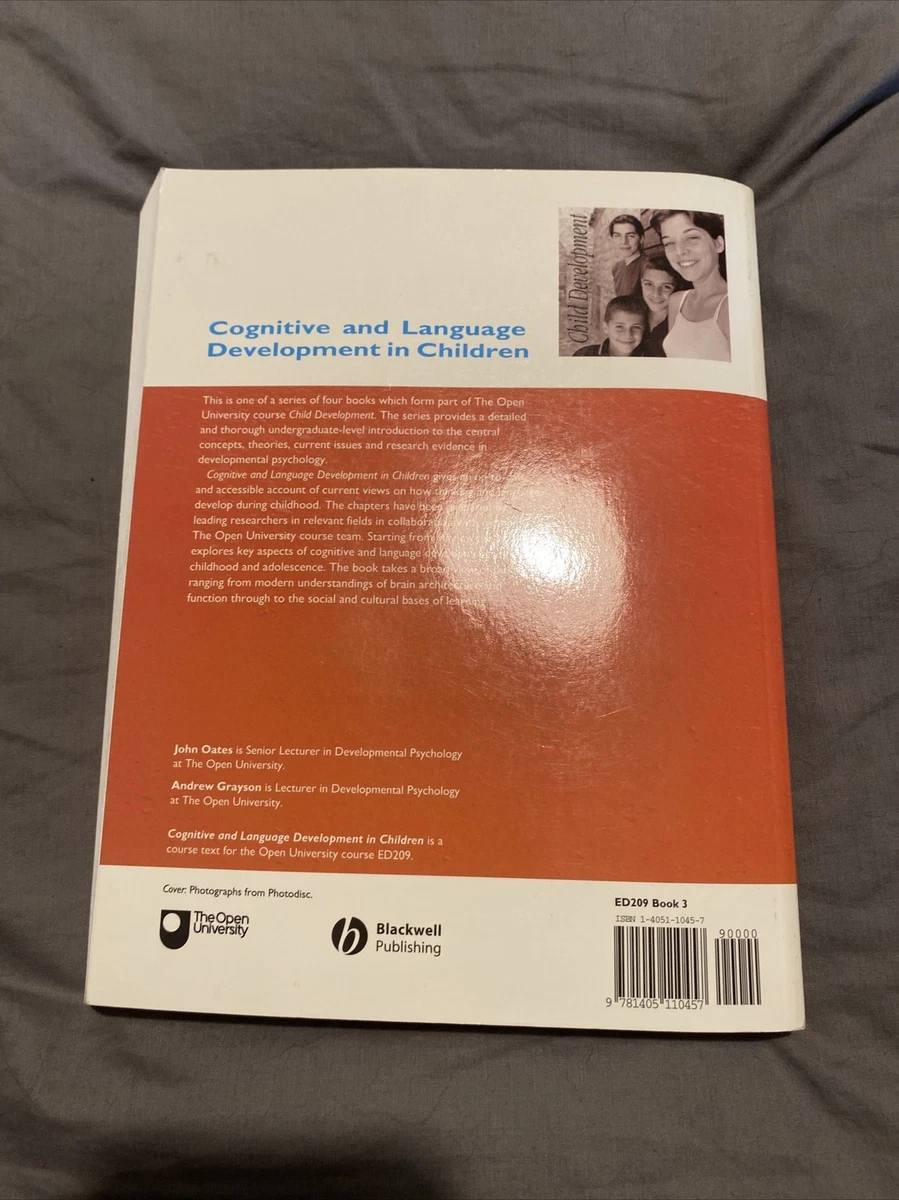 Child Development
Cognitive and Language
Development in Children
This is one of a series of four books which form part of The Open
University course Child Development. The series provides a detailed
and thorough undergraduate-level introduction to the central
concepts, theories, current issues and research evidence in
developmental psychology.
Cognitive and Language Development in Children
and accessible account of current views on how
develop during childhood. The chapters have been
leading researchers in relevant fields in
The Open University course team. Starting from
explores key aspects of cognitive and language
childhood and adolescence. The book takes a
ranging from modern understandings of brain
function through to the social and cultural bases of
John Oates is Senior Lecturer in Developmental Psychology
at The Open University.
Andrew Grayson is Lecturer in Developmental Psychology
at The Open University.
Cognitive and Language Development in Children is a
course text for the Open University course ED209.
Cover: Photographs from Photodisc.
The Open
University
b Blackwell
Publishing
ED209 Book 3
ISBN 1-4051-1045-7
90000
9 781405 110457